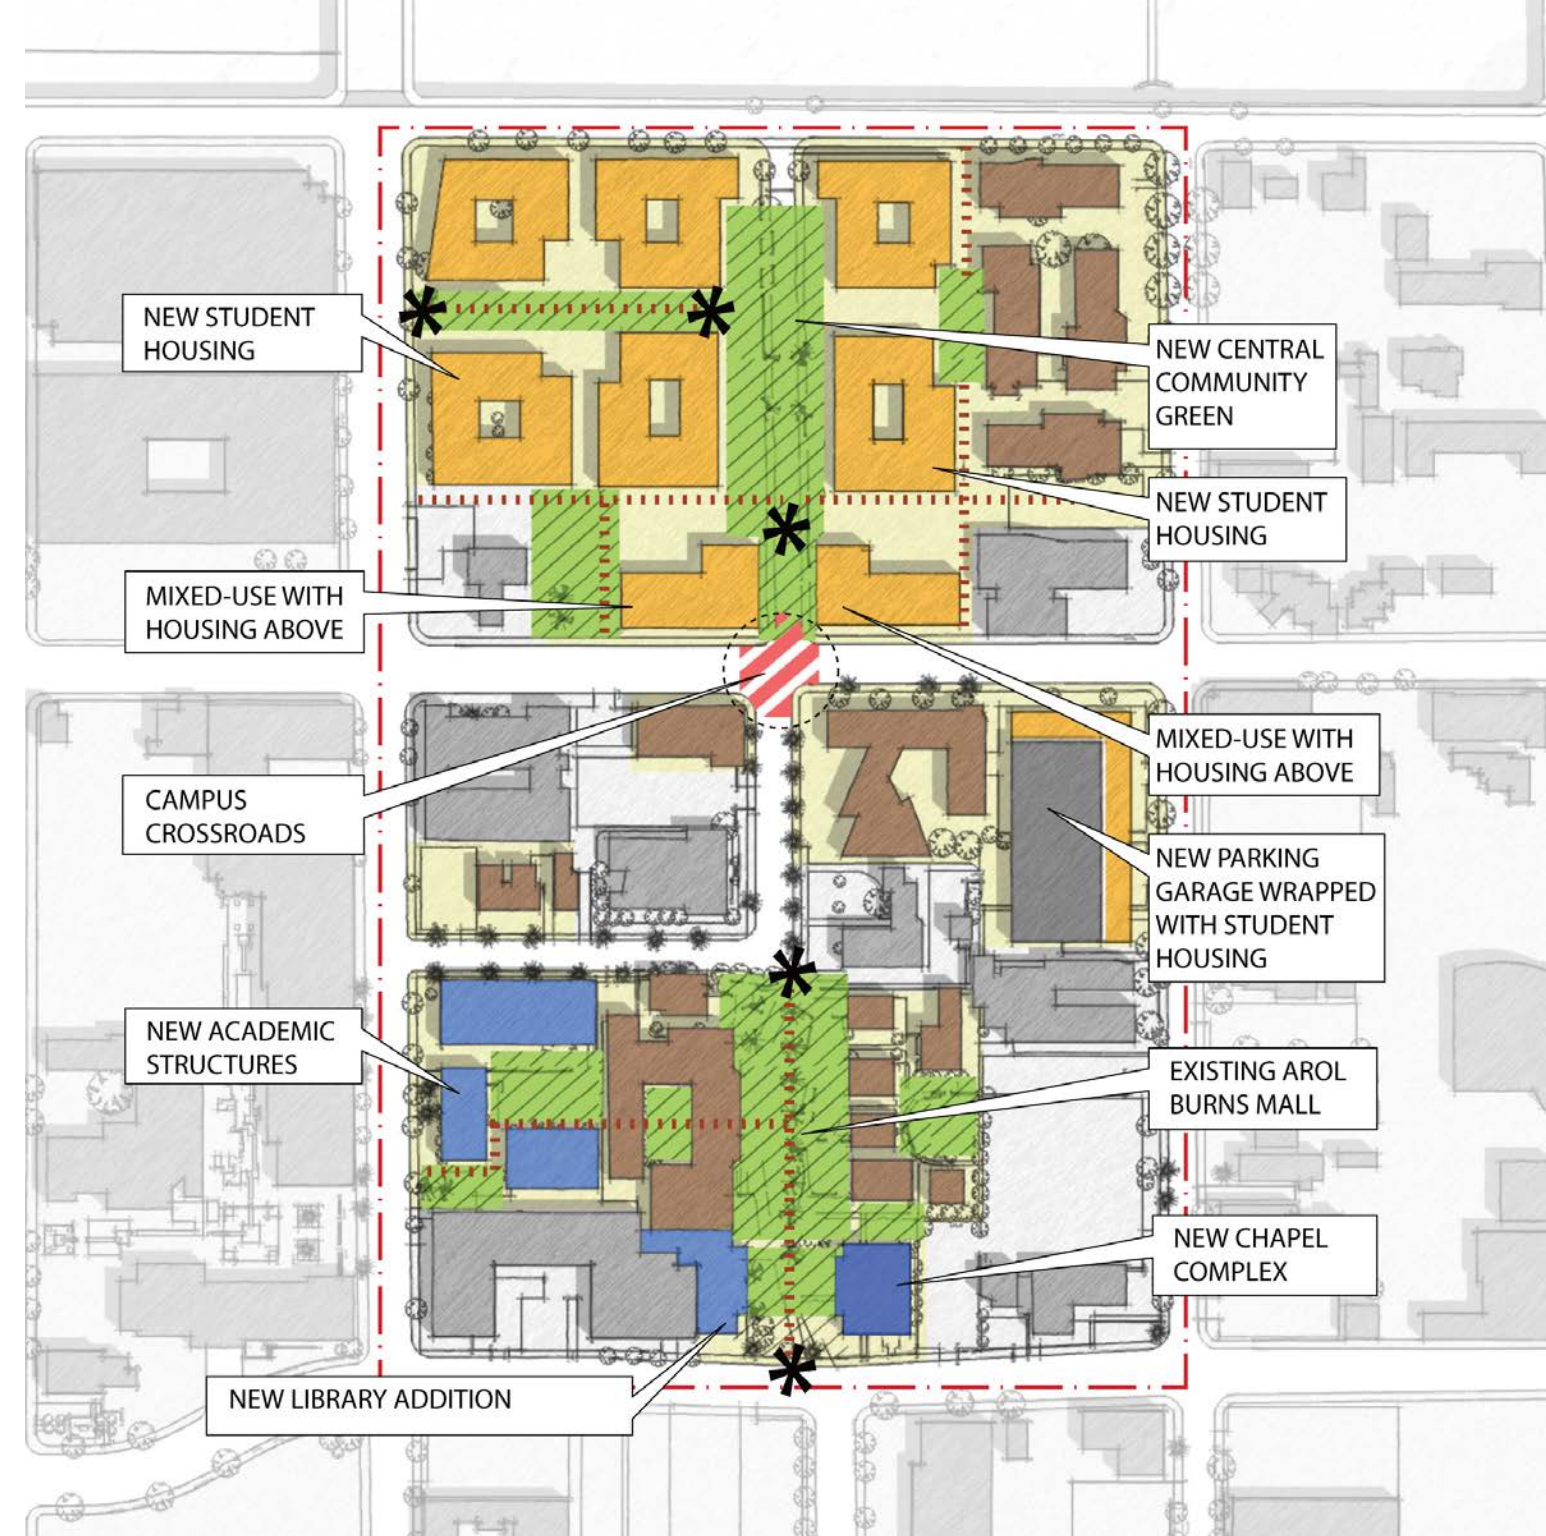 NEW STUDENT
HOUSING
NEW CENTRAL
COMMUNITY
GREEN
NEW STUDENT
HOUSING
MIXED-USE WITH
HOUSING ABOVE
MIXED-USE WITH
HOUSING ABOVE
CAMPUS
CROSSROADS
NEW PARKING
GARAGE WRAPPED
WITH STUDENT
HOUSING
NEW ACADEMIC
STRUCTURES
EXISTING AROL
BURNS MALL
NEW CHAPEL
COMPLEX
NEW LIBRARY ADDITION